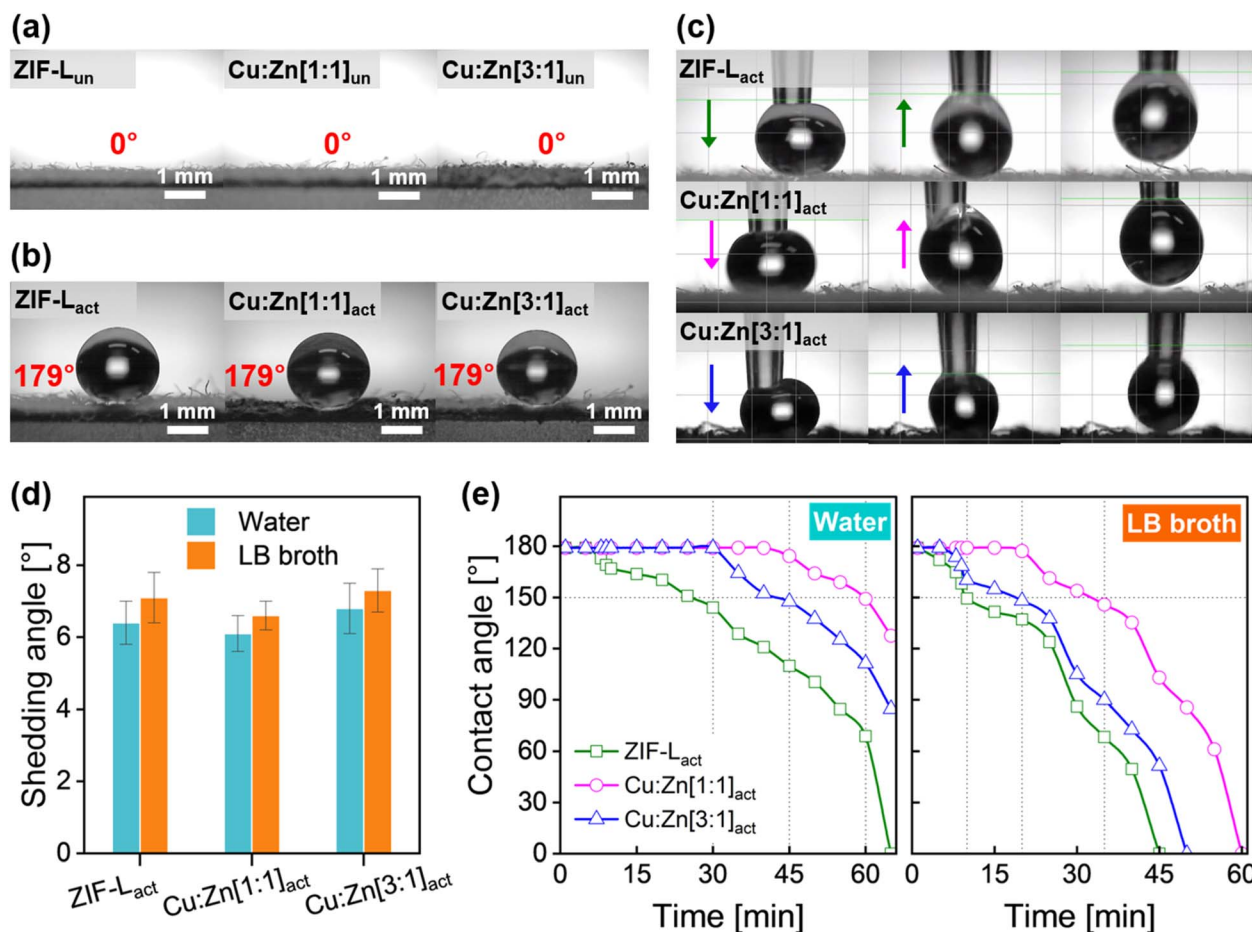 (a)
ZIF-Lun
Cu:Zn[1:1]un
Cu:Zn[3:1]un
0°
0°
0°
1 mm
1 mm
1 mm
(b)
ZIF-Lact
Cu:Zn[1:1]act
Cu:Zn[3:1]act
179°
179°
179°
1 mm
1 mm
1 mm
(c)
ZIF-Lact
Cu:Zn[1:1]act
Cu:Zn[3:1]act
(d)
Shedding angle [°]
8
6
4
2
0
Water
LB broth
ZIF-Lact
Cu:Zn[1:1]act
Cu:Zn[3:1]act
(e)
Contact angle [°]
180
150
120
90
60
30
0
Water
ZIF-Lact
Cu:Zn[1:1]act
Cu:Zn[3:1]act
0 15 30 45 60
Time [min]
LB broth
0 15 30 45 60
Time [min]